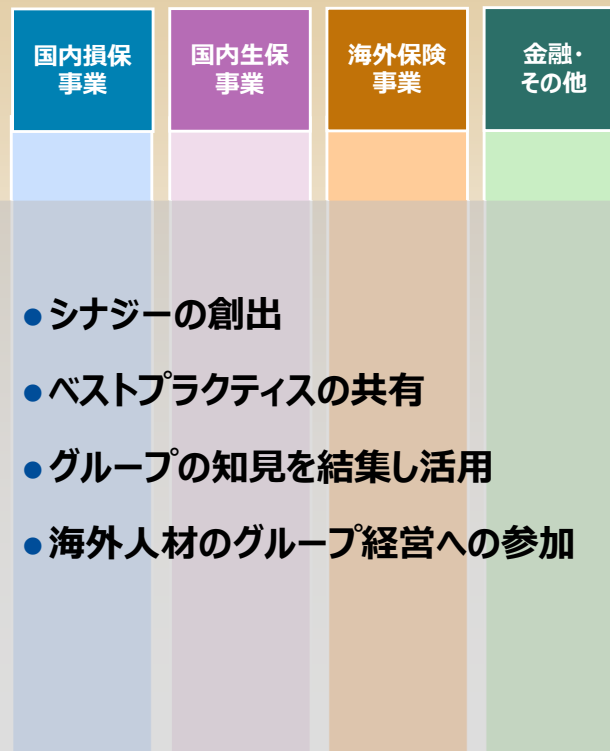 国内損保
事業
国内生保
事業
海外保険
事業
金融・
その他
●シナジーの創出
●ベストプラクティスの共有
●グループの知見を結集し活用
●海外人材のグループ経営への参加